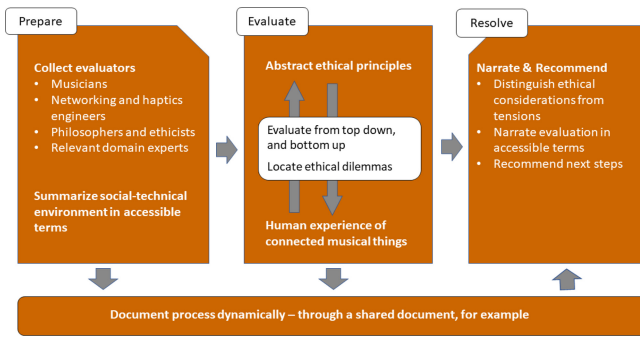 Prepare
Collect evaluators
• Musicians
• Networking and haptics
engineers
• Philosophers and ethicists
• Relevant domain experts
Summarize social-technical
environment in accessible
terms
Evaluate
Abstract ethical principles
Evaluate from top down,
and bottom up
Locate ethical dilemmas
Human experience of
connected musical things
Resolve
Narrate & Recommend
• Distinguish ethical
considerations from
tensions
• Narrate evaluation in
accessible terms
• Recommend next steps
Document process dynamically – through a shared document, for example